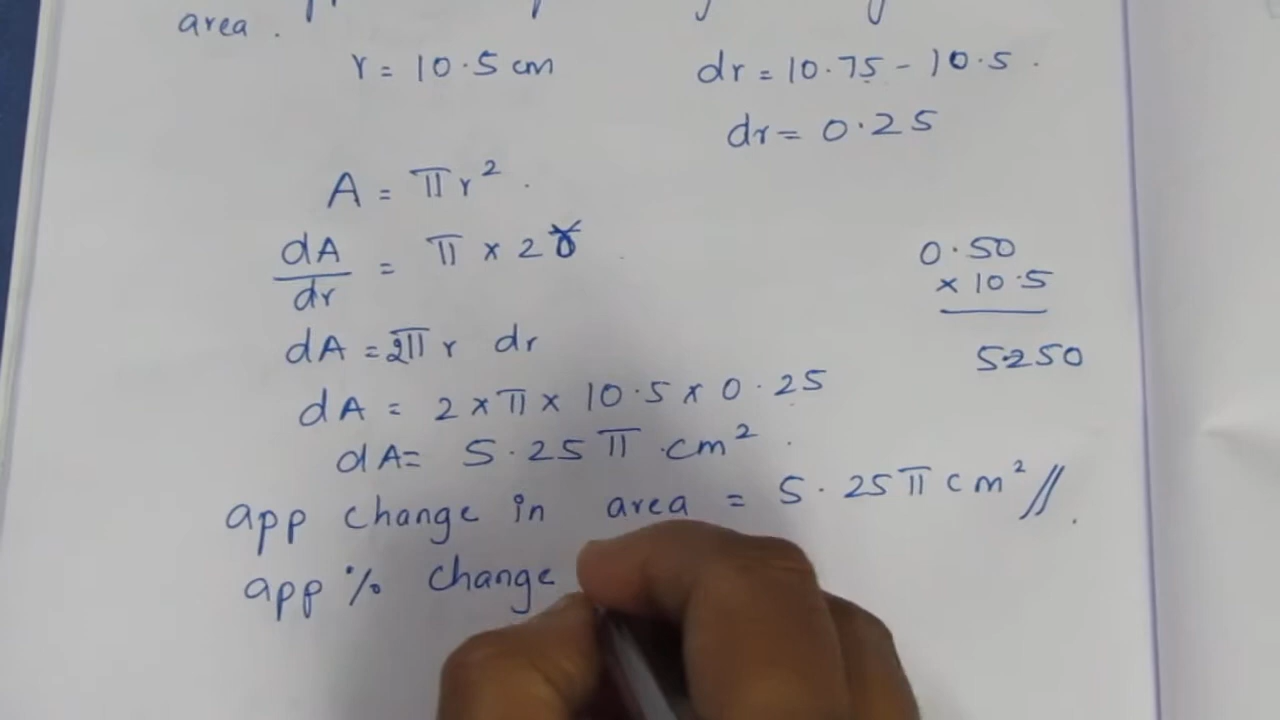 area .
r = 10.5 cm
dr = 10.75 - 10.5 .
dr = 0.25
A = πr² .
dA/dr = π × 2r
0.50
× 10.5
5250
dA = 2π r dr
dA = 2 × π × 10.5 × 0.25
dA = 5.25π cm² .
app change in area = 5.25π cm² // .
app % change